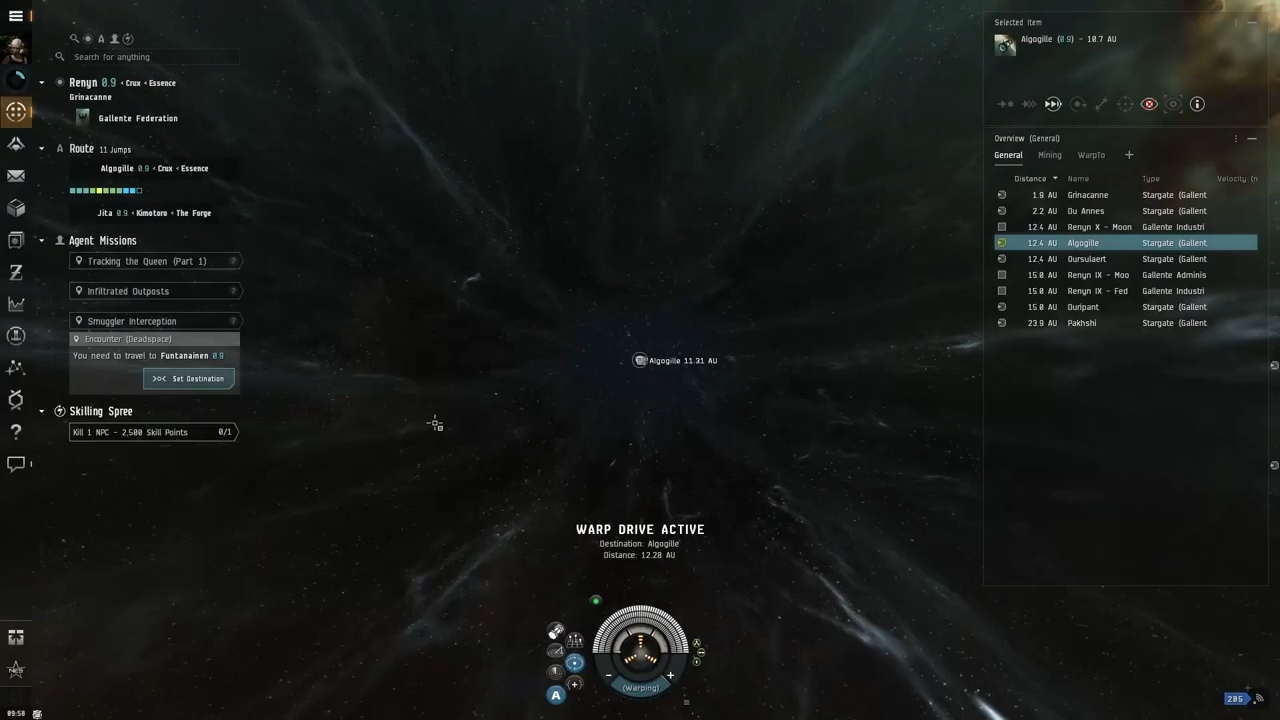 Search for anything
Renyn 0.9 < Crux < Essence
Grinacanne
Gallente Federation
Route 11 Jumps
Algogille 0.9 < Crux < Essence
Jita 0.9 < Kimotoro < The Forge
Agent Missions
Tracking the Queen (Part 1) ?
Infiltrated Outposts ?
Smuggler Interception ?
Encounter (Deadspace)
You need to travel to Funtanainen 0.9
Set Destination
Skilling Spree
Kill 1 NPC - 2,500 Skill Points 0/1
09:58
Algogille 11.31 AU
WARP DRIVE ACTIVE
Destination: Algogille
Distance: 12.28 AU
A
(Warping)
Selected Item
Algogille (0.9) - 10.7 AU
Overview (General)
General Mining WarpTo +
Distance Name Type Velocity (n
1.9 AU Grinacanne Stargate (Gallent
2.2 AU Du Annes Stargate (Gallent
12.4 AU Renyn X - Moon Gallente Industri
12.4 AU Algogille Stargate (Gallent
12.4 AU Oursulaert Stargate (Gallent
15.0 AU Renyn IX - Moo Gallente Adminis
15.0 AU Renyn IX - Fed Gallente Industri
15.0 AU Duripant Stargate (Gallent
23.9 AU Pakhshi Stargate (Gallent
205